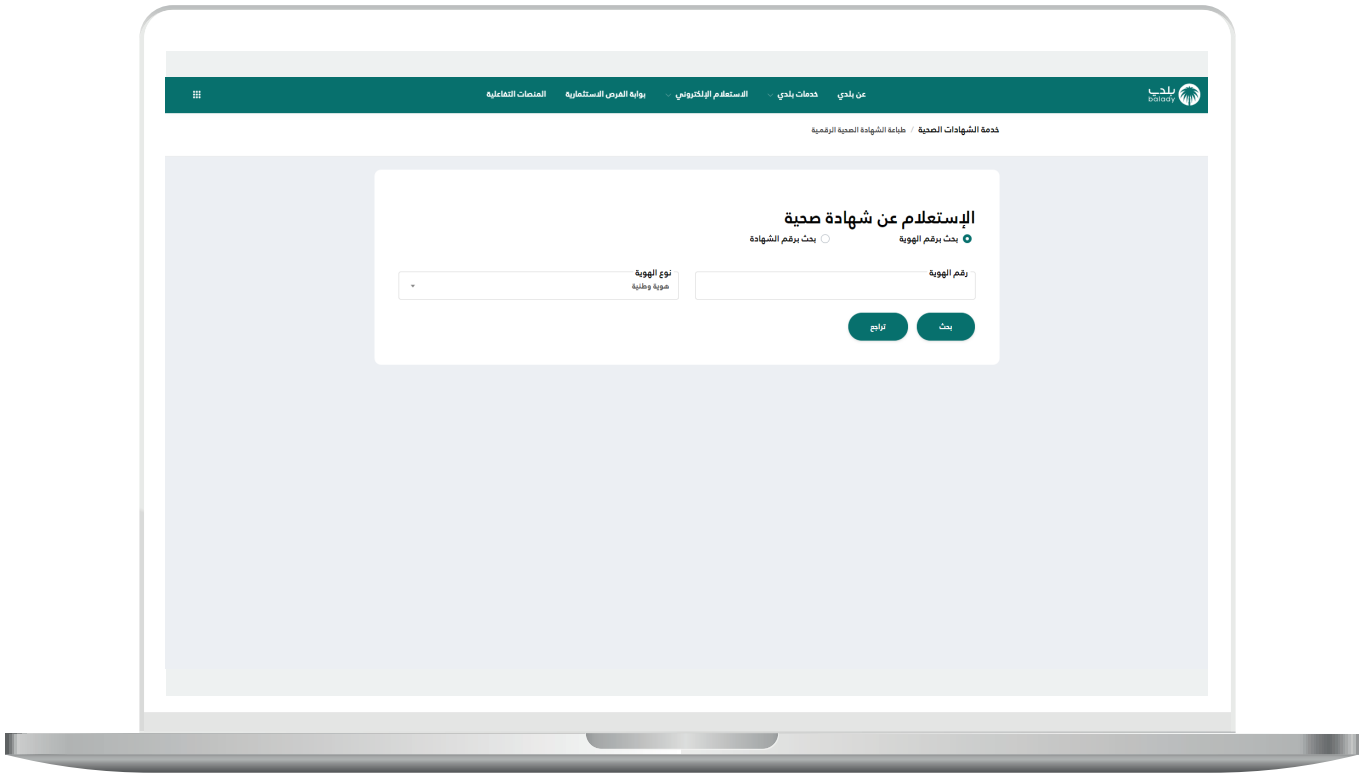 بلدي
balady
عن بلدي
خدمات بلدي
الاستعلام الإلكتروني
بوابة الفرص الاستثمارية
المنصات التفاعلية
خدمة الشهادات الصحية / طباعة الشهادة الصحية الرقمية
الإستعلام عن شهادة صحية
بحث برقم الهوية
بحث برقم الشهادة
رقم الهوية
نوع الهوية
هوية وطنية
بحث
تراجع